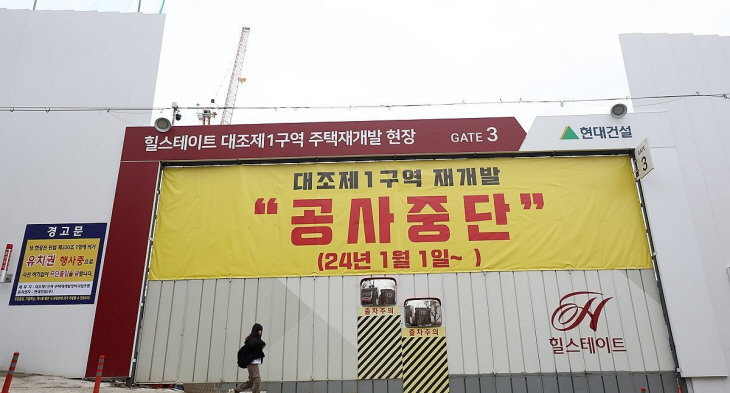 힐스테이트 대조제1구역 주택재개발 현장 GATE 3
현대건설
GATE
3
대조제1구역 재개발
“공사중단”
(24년 1월 1일~ )
경고문
유치권 행사중으로
출차주의
출차주의
힐스테이트